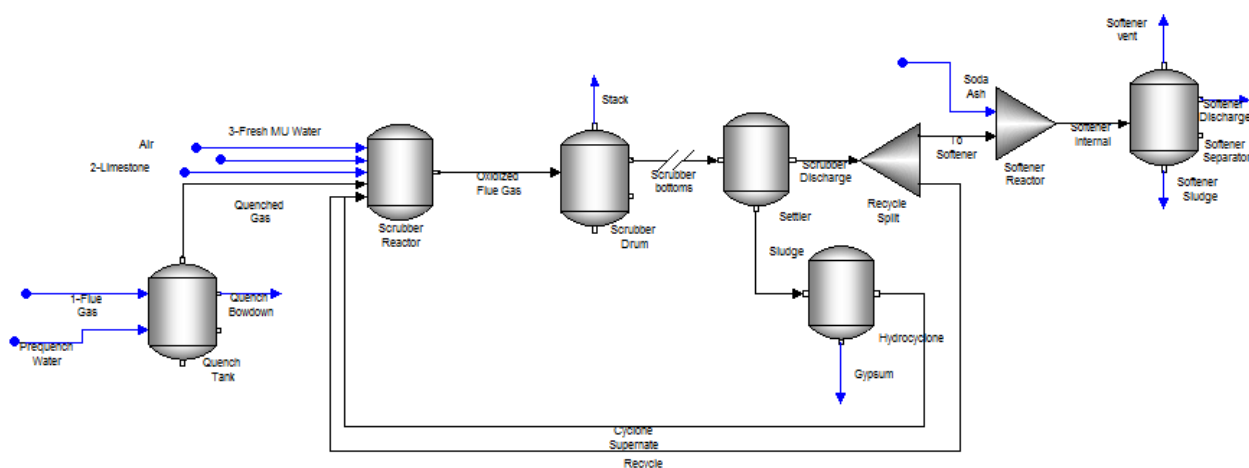 Softener
vent
Soda
Ash
Stack
3-Fresh MU Water
Air
2-Limestone
To
Softener
Softener
Internal
Softener
Discharge
Softener
Separator
Oxidized
Flue Gas
Scrubber
bottoms
Scrubber
Discharge
Softener
Reactor
Softener
Sludge
Quenched
Gas
Scrubber
Reactor
Scrubber
Drum
Settler
Recycle
Split
Sludge
1-Flue
Gas
Quench
Bowdown
Prequench
Water
Quench
Tank
Hydrocyclone
Gypsum
Cyclone
Supernate
Recycle